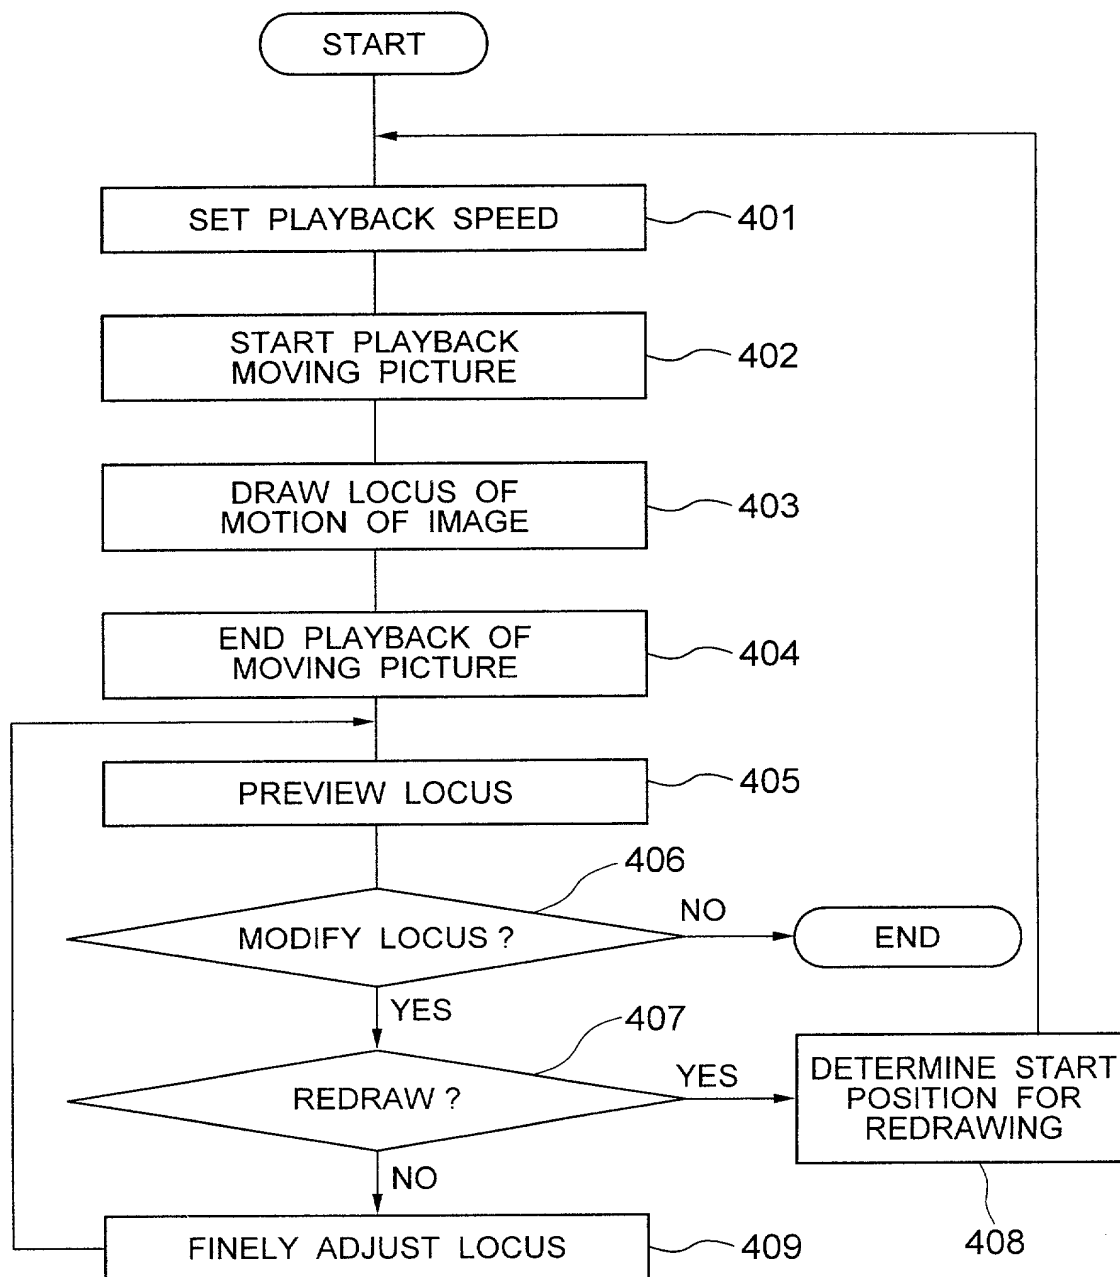 START
SET PLAYBACK SPEED
401
START PLAYBACK
MOVING PICTURE
402
DRAW LOCUS OF
MOTION OF IMAGE
403
END PLAYBACK OF
MOVING PICTURE
404
PREVIEW LOCUS
405
406
MODIFY LOCUS ?
NO
END
YES
407
REDRAW ?
YES
DETERMINE START
POSITION FOR
REDRAWING
408
NO
FINELY ADJUST LOCUS
409